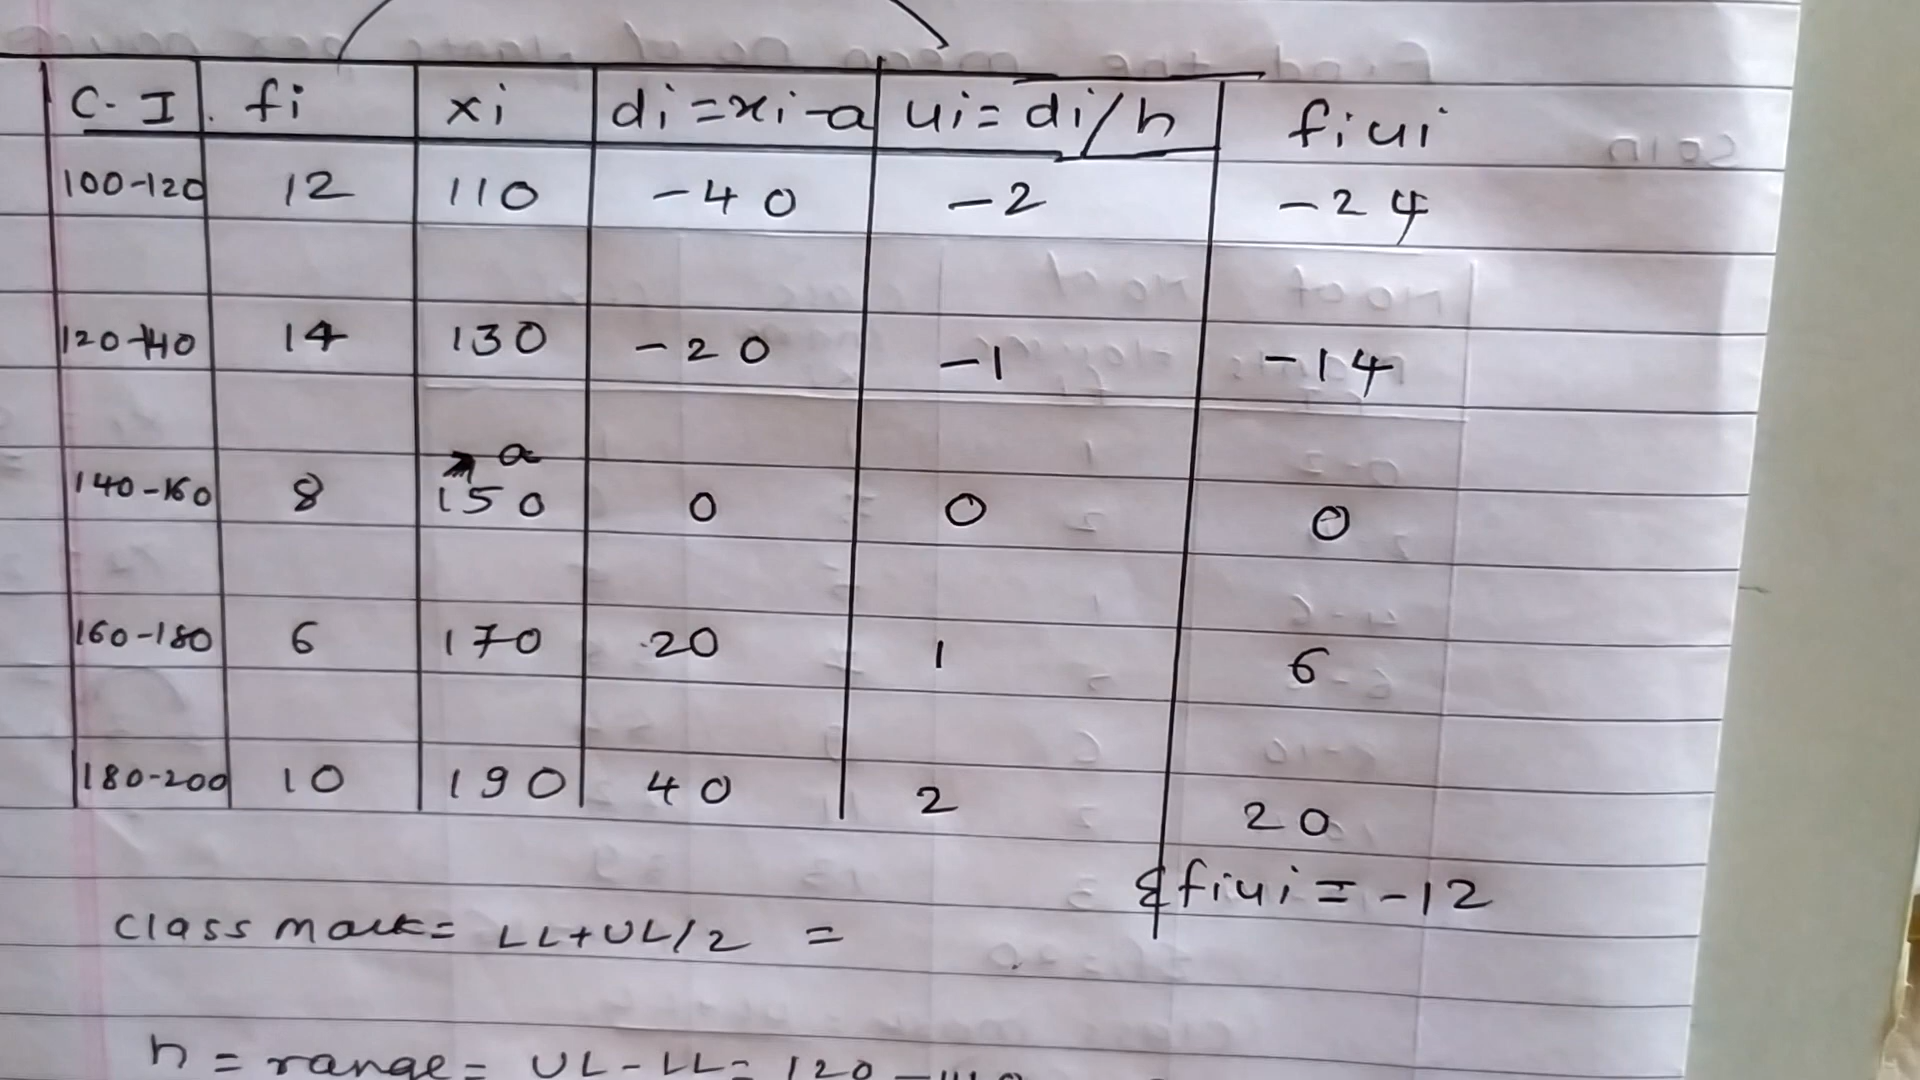 C-I fi xi di=xi-a ui=di/h fiui
100-120 12 110 -40 -2 -24
120-140 14 130 -20 -1 -14
a
140-160 8 150 0 0 0
160-180 6 170 20 1 6
180-200 10 190 40 2 20
Σfiui = -12
class mark = LL+UL/2 =
h = range = UL-LL= 120 -